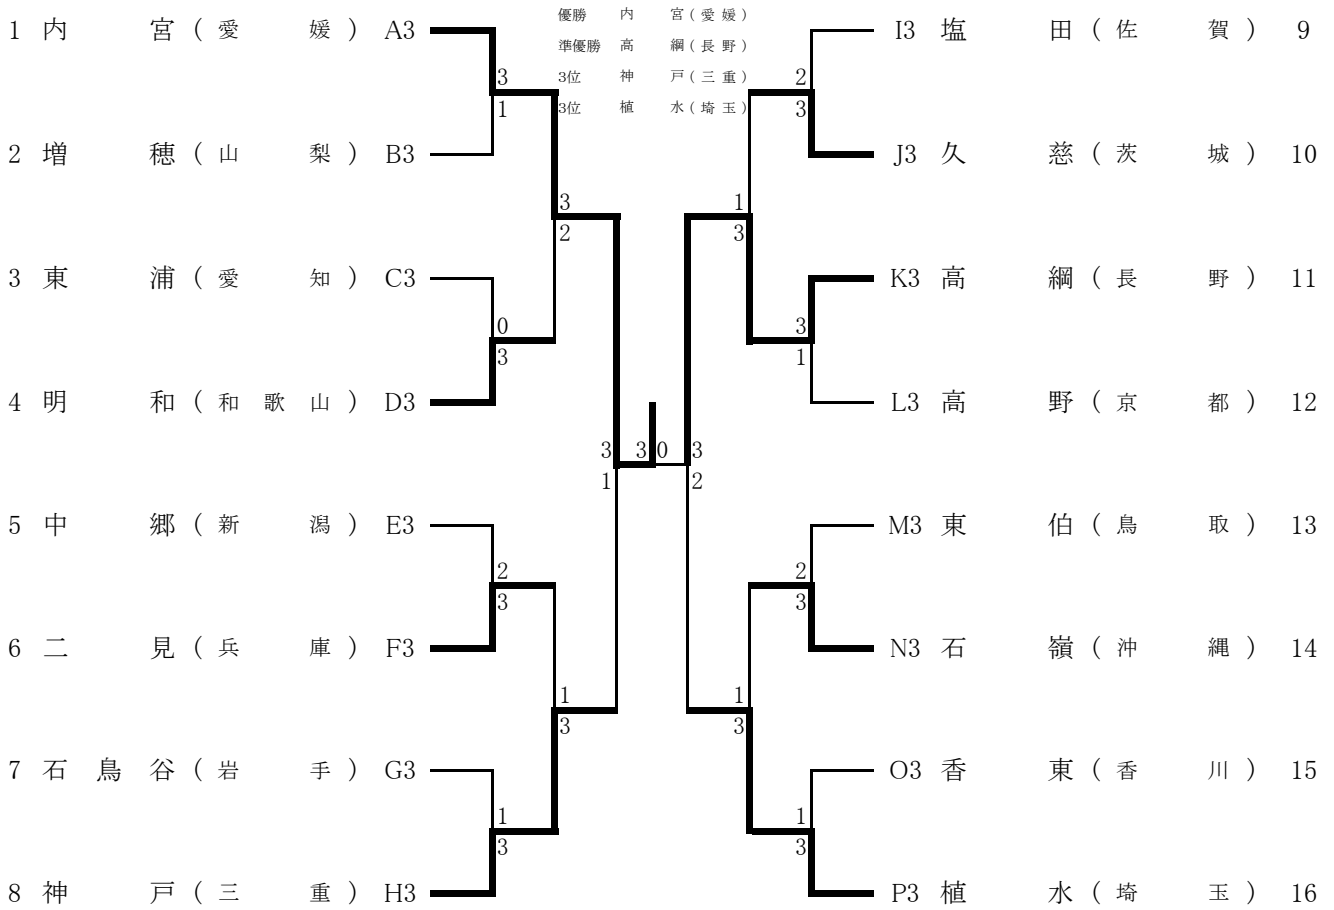 優勝 内宮(愛媛)
準優勝 高綱(長野)
3位 神戸(三重)
3位 植水(埼玉)
1 内宮(愛媛) A3
3
1
2 増穂(山梨) B3
3
2
3 東浦(愛知) C3
0
3
4 明和(和歌山) D3
3
1
5 中郷(新潟) E3
2
3
6 二見(兵庫) F3
1
3
7 石鳥谷(岩手) G3
1
3
8 神戸(三重) H3
3 0
I3 塩田(佐賀) 9
2
3
J3 久慈(茨城) 10
1
3
K3 高綱(長野) 11
3
1
L3 高野(京都) 12
3
2
M3 東伯(鳥取) 13
2
3
N3 石嶺(沖縄) 14
1
3
O3 香東(香川) 15
1
3
P3 植水(埼玉) 16